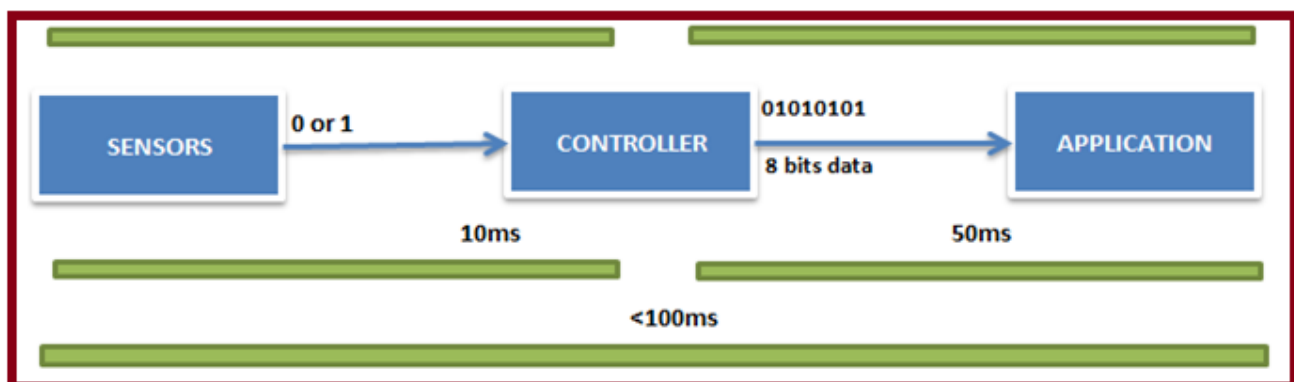 0 or 1
01010101
SENSORS
CONTROLLER
APPLICATION
8 bits data
10ms
50ms
<100ms